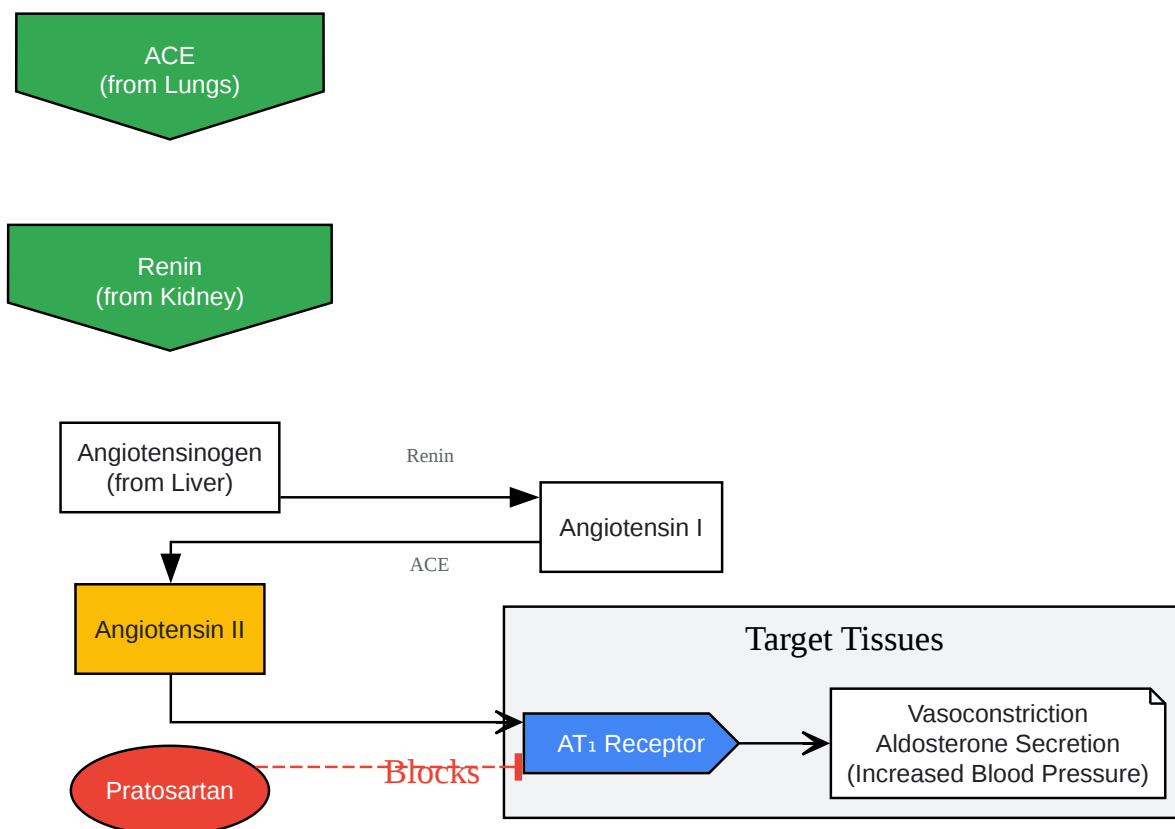 ACE
(from Lungs)
Renin
(from Kidney)
Angiotensinogen
(from Liver)
Renin
Angiotensin I
ACE
Angiotensin II
Target Tissues
AT₁ Receptor
Vasoconstriction
Aldosterone Secretion
(Increased Blood Pressure)
Blocks
Pratosartan